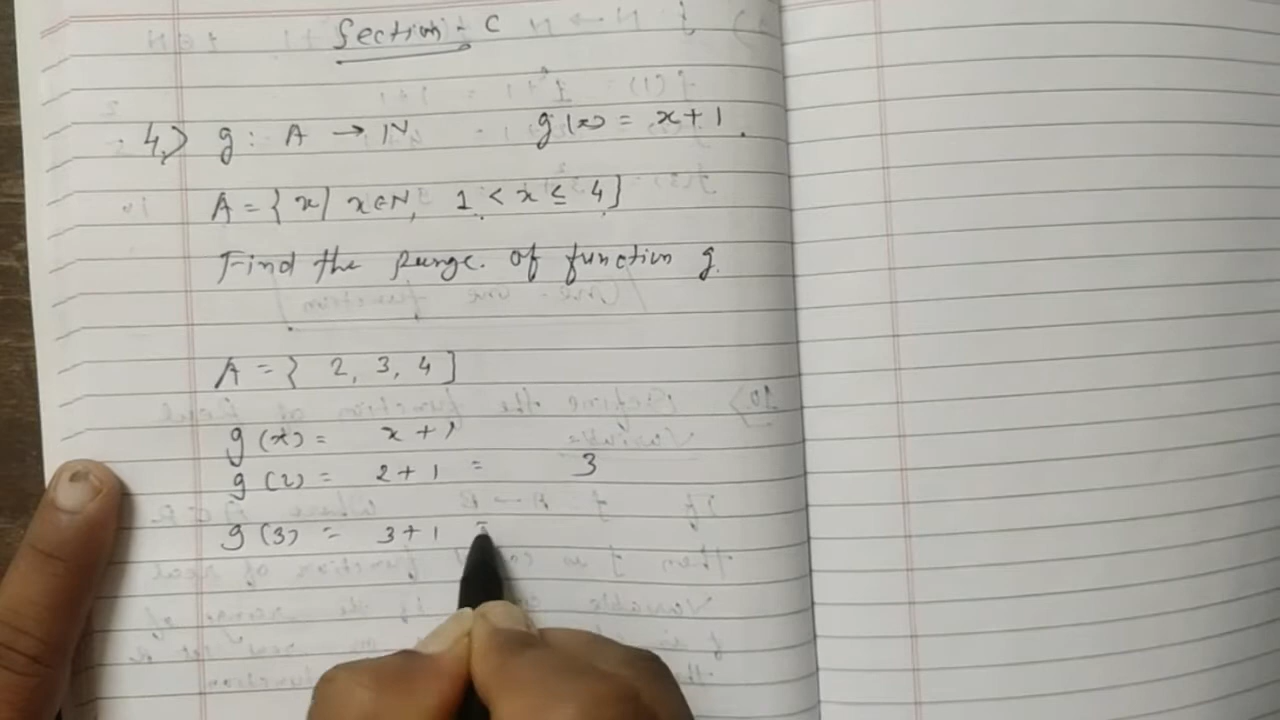 Section - C
4.) g : A → IN g(x) = x + 1.
A = { x | x ∈ N, 1 < x ≤ 4 }
Find the Range. of function g.
A = { 2, 3, 4 }
g(x) = x + 1
g(2) = 2 + 1 = 3
g(3) = 3 + 1 =